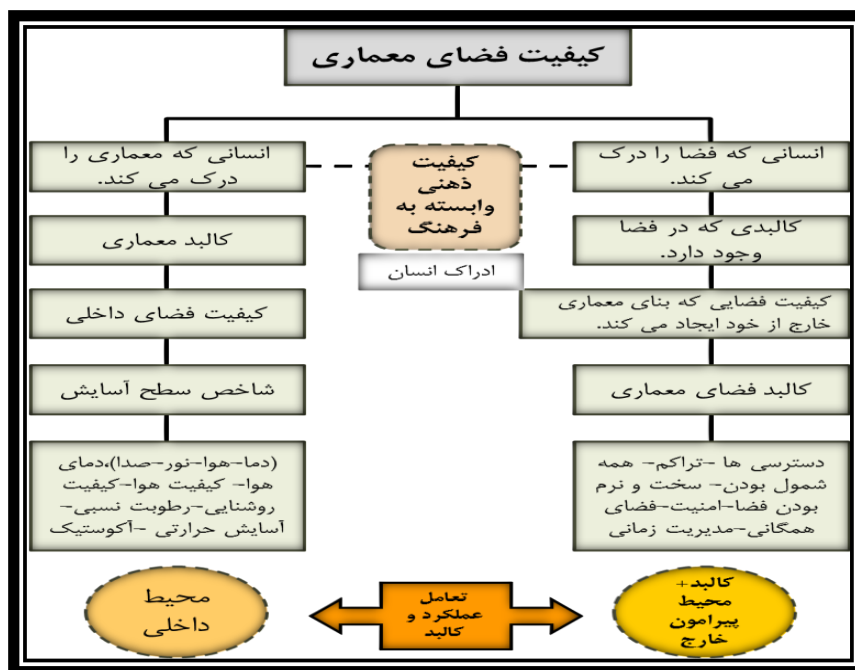 کیفیت فضای معماری
انسانی که فضا را درک
می کند.
کیفیت
ذهنی
وابسته به
فرهنگ
ادراک انسان
انسانی که معماری را
درک می کند.
کالبدی که در فضا
وجود دارد.
کالبد معماری
کیفیت فضایی که بنای معماری
خارج از خود ایجاد می کند.
کیفیت فضای داخلی
کالبد فضای معماری
شاخص سطح آسایش
دسترسی ها -تراکم- همه
شمول بودن- سخت و نرم
بودن فضا-امنیت-فضای
همگانی-مدیریت زمانی
(دما-هوا-نور-صدا)،دمای
هوا- کیفیت هوا-کیفیت
روشنایی-رطوبت نسبی-
آسایش حرارتی -آکوستیک
کالبد+
محیط
پیرامون
خارج
تعامل
عملکرد و
کالبد
محیط
داخلی